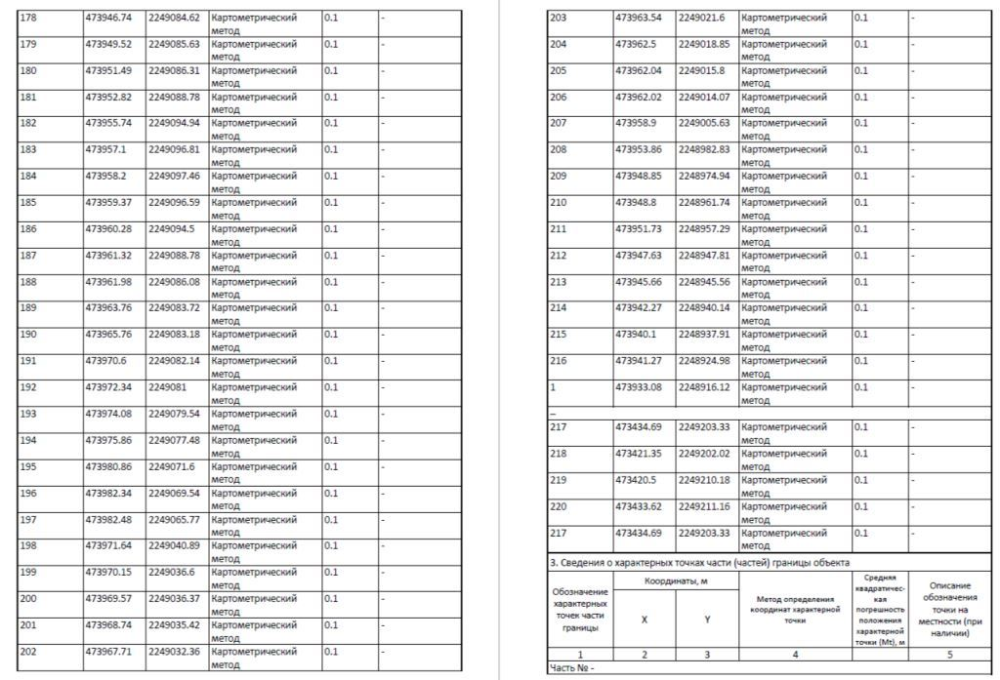 178 473946.74 2249084.62 Картометрический 0.1 -
метод
179 473949.52 2249085.63 Картометрический 0.1 -
метод
180 473951.49 2249086.31 Картометрический 0.1 -
метод
181 473952.82 2249088.78 Картометрический 0.1 -
метод
182 473955.74 2249094.94 Картометрический 0.1 -
метод
183 473957.1 2249096.81 Картометрический 0.1 -
метод
184 473958.2 2249097.46 Картометрический 0.1 -
метод
185 473959.37 2249096.59 Картометрический 0.1 -
метод
186 473960.28 2249094.5 Картометрический 0.1 -
метод
187 473961.32 2249088.78 Картометрический 0.1 -
метод
188 473961.98 2249086.08 Картометрический 0.1 -
метод
189 473963.76 2249083.72 Картометрический 0.1 -
метод
190 473965.76 2249083.18 Картометрический 0.1 -
метод
191 473970.6 2249082.14 Картометрический 0.1 -
метод
192 473972.34 2249081 Картометрический 0.1 -
метод
193 473974.08 2249079.54 Картометрический 0.1 -
метод
194 473975.86 2249077.48 Картометрический 0.1 -
метод
195 473980.86 2249071.6 Картометрический 0.1 -
метод
196 473982.34 2249069.54 Картометрический 0.1 -
метод
197 473982.48 2249065.77 Картометрический 0.1 -
метод
198 473971.64 2249040.89 Картометрический 0.1 -
метод
199 473970.15 2249036.6 Картометрический 0.1 -
метод
200 473969.57 2249036.37 Картометрический 0.1 -
метод
201 473968.74 2249035.42 Картометрический 0.1 -
метод
202 473967.71 2249032.36 Картометрический 0.1 -
метод
203 473963.54 2249021.6 Картометрический 0.1 -
метод
204 473962.5 2249018.85 Картометрический 0.1 -
метод
205 473962.04 2249015.8 Картометрический 0.1 -
метод
206 473962.02 2249014.07 Картометрический 0.1 -
метод
207 473958.9 2249005.63 Картометрический 0.1 -
метод
208 473953.86 2248982.83 Картометрический 0.1 -
метод
209 473948.85 2248974.94 Картометрический 0.1 -
метод
210 473948.8 2248961.74 Картометрический 0.1 -
метод
211 473951.73 2248957.29 Картометрический 0.1 -
метод
212 473947.63 2248947.81 Картометрический 0.1 -
метод
213 473945.66 2248945.56 Картометрический 0.1 -
метод
214 473942.27 2248940.14 Картометрический 0.1 -
метод
215 473940.1 2248937.91 Картометрический 0.1 -
метод
216 473941.27 2248924.98 Картометрический 0.1 -
метод
1 473933.08 2248916.12 Картометрический 0.1 -
метод
–
217 473434.69 2249203.33 Картометрический 0.1 -
метод
218 473421.35 2249202.02 Картометрический 0.1 -
метод
219 473420.5 2249210.18 Картометрический 0.1 -
метод
220 473433.62 2249211.16 Картометрический 0.1 -
метод
217 473434.69 2249203.33 Картометрический 0.1 -
метод
3. Сведения о характерных точках части (частей) границы объекта
Обозначение
характерных
точек части
границы
Координаты, м
X Y
Метод определения
координат характерной
точки
Средняя
квадратичес-
кая
погрешность
положения
характерной
точки (Mt), м
Описание
обозначения
точки на
местности (при
наличии)
1 2 3 4 5
Часть № -